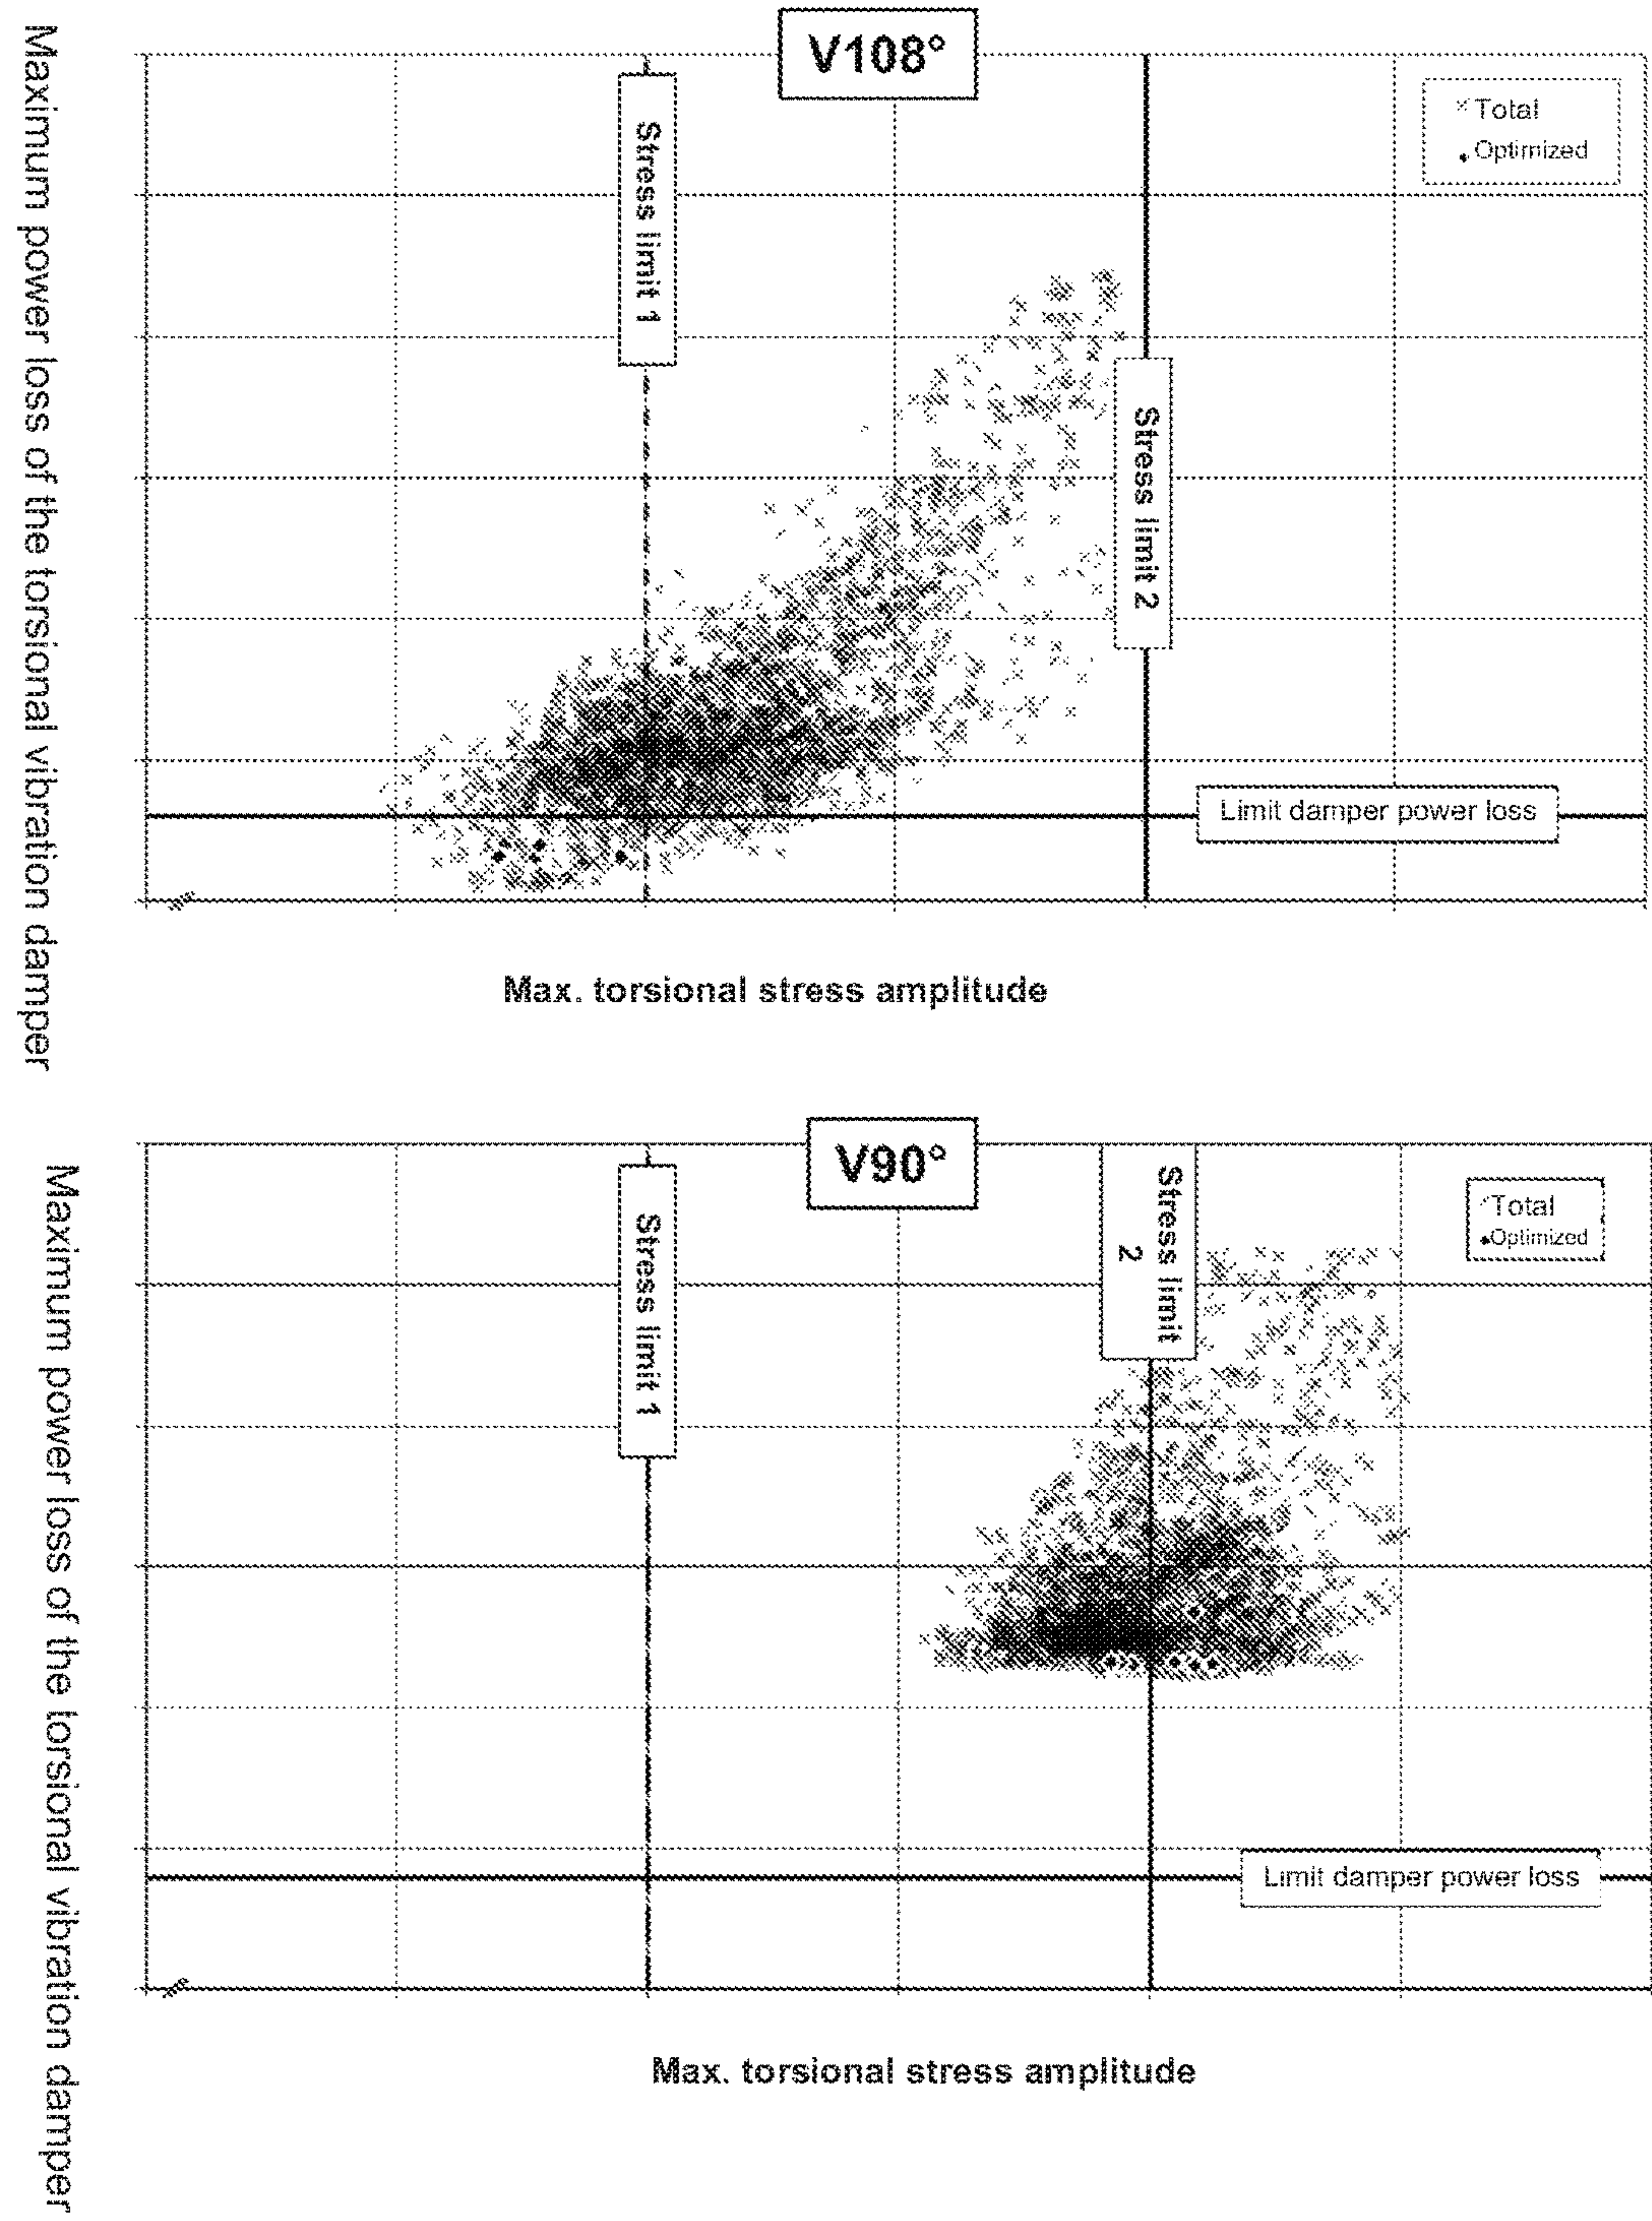 Maximum power loss of the torsional vibration damper
V108°
Stress limit 1
Stress limit 2
× Total
• Optimized
Limit damper power loss
Max. torsional stress amplitude
Maximum power loss of the torsional vibration damper
V90°
Stress limit 1
Stress limit
2
Total
Optimized
Limit damper power loss
Max. torsional stress amplitude